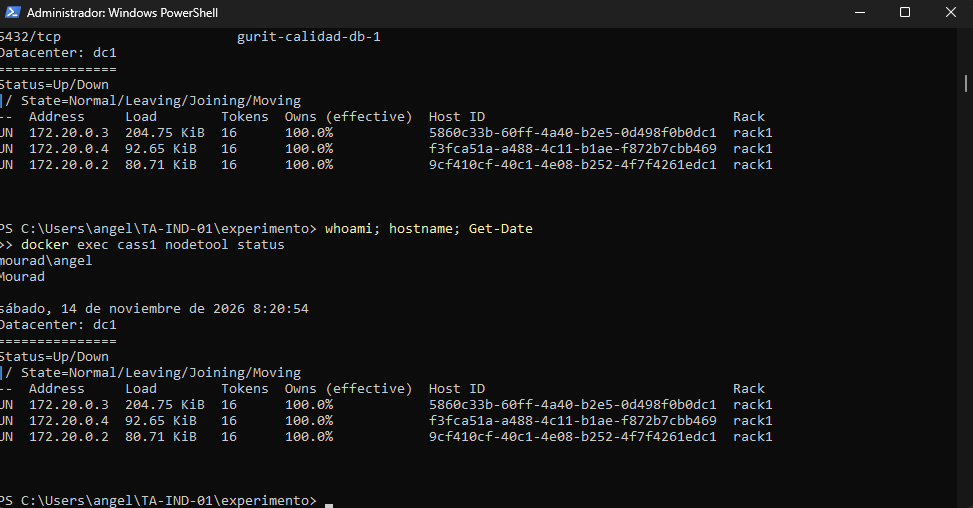 Administrador: Windows PowerShell
5432/tcp gurit-calidad-db-1
Datacenter: dc1
===============
Status=Up/Down
|/ State=Normal/Leaving/Joining/Moving
-- Address Load Tokens Owns (effective) Host ID Rack
UN 172.20.0.3 204.75 KiB 16 100.0% 5860c33b-60ff-4a40-b2e5-0d498f0b0dc1 rack1
UN 172.20.0.4 92.65 KiB 16 100.0% f3fca51a-a488-4c11-b1ae-f872b7cbb469 rack1
UN 172.20.0.2 80.71 KiB 16 100.0% 9cf410cf-40c1-4e08-b252-4f7f4261edc1 rack1
PS C:\Users\angel\TA-IND-01\experimento> whoami; hostname; Get-Date
>> docker exec cass1 nodetool status
mourad\angel
Mourad
sábado, 14 de noviembre de 2026 8:20:54
Datacenter: dc1
===============
Status=Up/Down
|/ State=Normal/Leaving/Joining/Moving
-- Address Load Tokens Owns (effective) Host ID Rack
UN 172.20.0.3 204.75 KiB 16 100.0% 5860c33b-60ff-4a40-b2e5-0d498f0b0dc1 rack1
UN 172.20.0.4 92.65 KiB 16 100.0% f3fca51a-a488-4c11-b1ae-f872b7cbb469 rack1
UN 172.20.0.2 80.71 KiB 16 100.0% 9cf410cf-40c1-4e08-b252-4f7f4261edc1 rack1
PS C:\Users\angel\TA-IND-01\experimento>